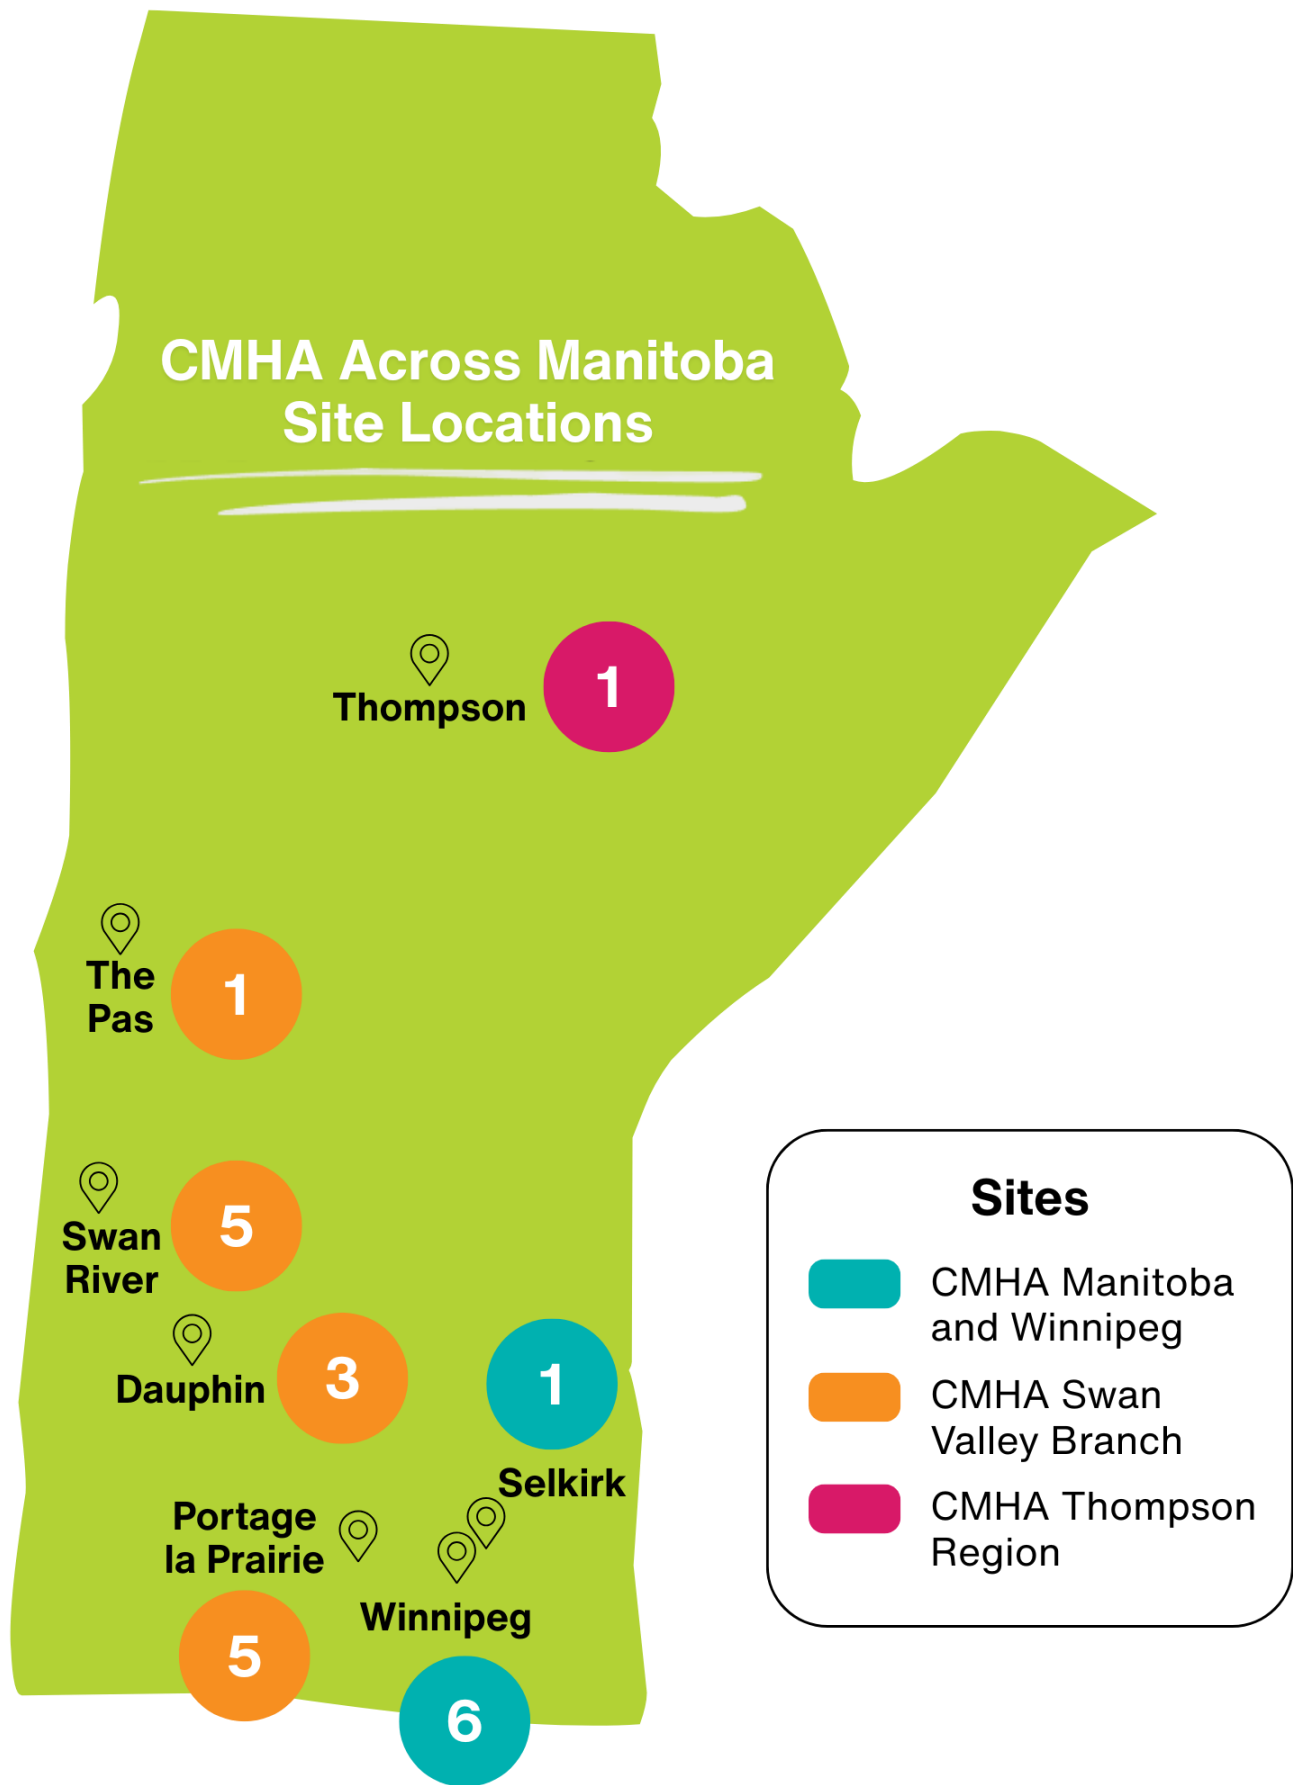 CMHA Across Manitoba
Site Locations
Thompson
1
The
Pas
1
Swan
River
5
Dauphin
3
1
Selkirk
Portage
la Prairie
5
Winnipeg
6
Sites
CMHA Manitoba
and Winnipeg
CMHA Swan
Valley Branch
CMHA Thompson
Region